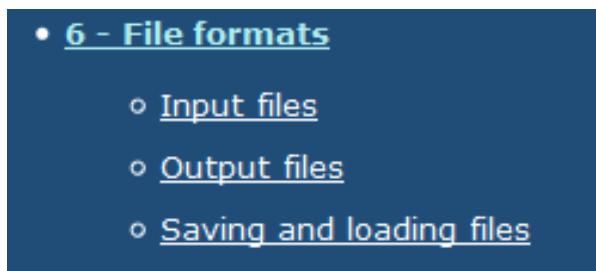 6 - File formats
Input files
Output files
Saving and loading files